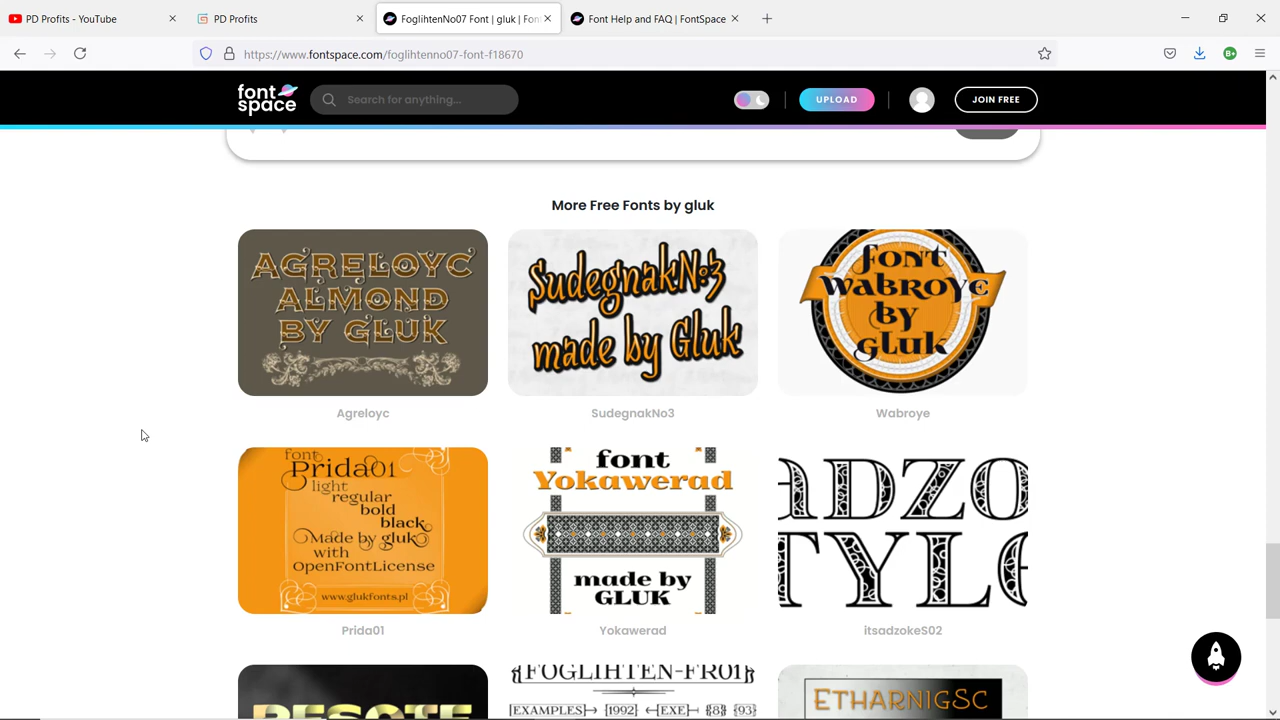 PD Profits - YouTube
PD Profits
FoglihtenNo07 Font | gluk | Fon
Font Help and FAQ | FontSpace
https://www.fontspace.com/foglihtenno07-font-f18670
B+
font
space
Search for anything...
UPLOAD
JOIN FREE
More Free Fonts by gluk
AGRELOYC
ALMOND
BY GLUK
SudegnakNo3
made by Gluk
font
wabroye
by
gluk
Agreloyc
SudegnakNo3
Wabroye
font
Prida01
light
regular
bold
black
Made by gluk
with
OpenFontLicense
www.glukfonts.pl
font
Yokawerad
made by
GLUK
ADZO
TYL
Prida01
Yokawerad
itsadzokeS02
{FOGLIHTEN-FR01}
{EXAMPLES} {1992} {EXE} {8} {93}
EtharnigSc